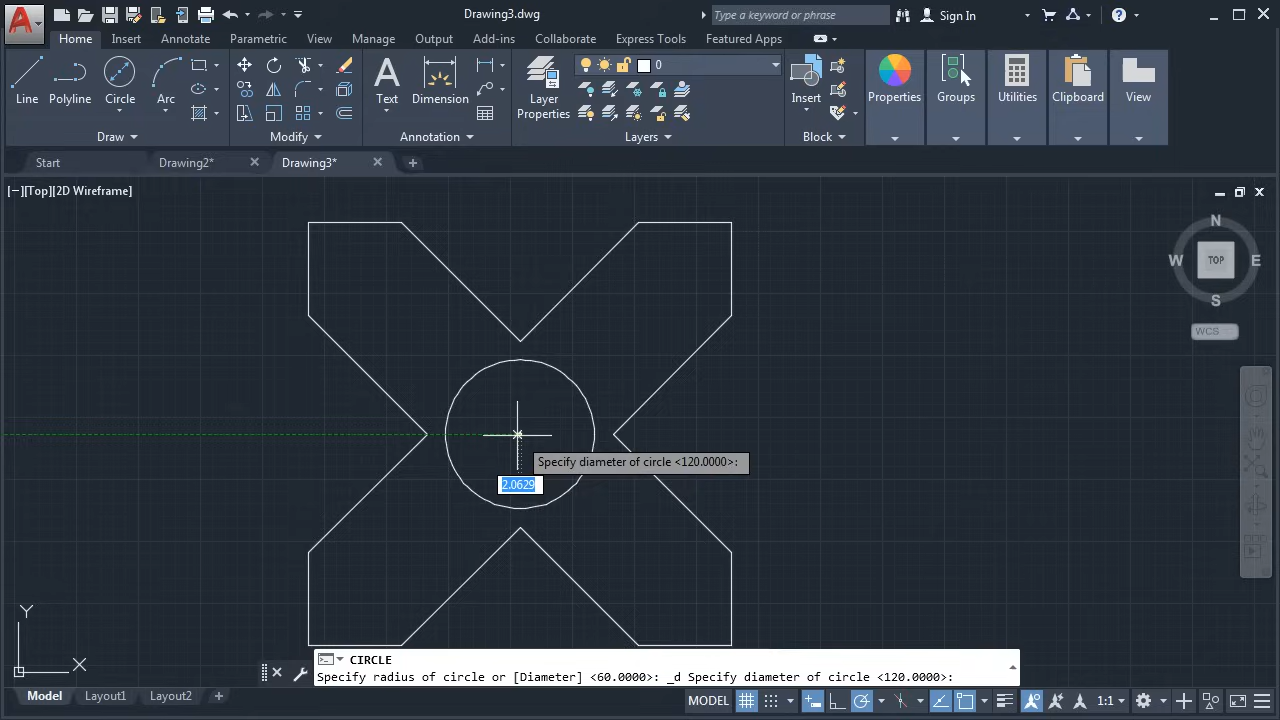 Drawing3.dwg
Type a keyword or phrase
Sign In
Home Insert Annotate Parametric View Manage Output Add-ins Collaborate Express Tools Featured Apps
Line Polyline Circle Arc
Text Dimension
Layer Properties
0
Insert
Properties Groups Utilities Clipboard View
Draw Modify Annotation Layers Block
Start Drawing2* Drawing3*
[−][Top][2D Wireframe]
N
W TOP E
S
WCS
Specify diameter of circle <120.0000>:
2.0629
Y
X
CIRCLE
Specify radius of circle or [Diameter] <60.0000>: _d Specify diameter of circle <120.0000>:
Model Layout1 Layout2 MODEL 1:1